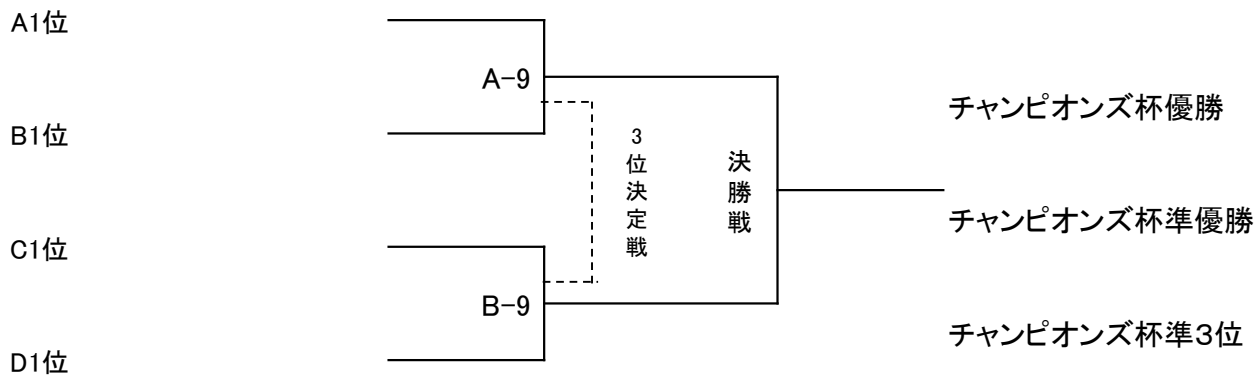 A1位
A-9
チャンピオンズ杯優勝
B1位
3位決定戦
決勝戦
チャンピオンズ杯準優勝
C1位
B-9
チャンピオンズ杯準3位
D1位